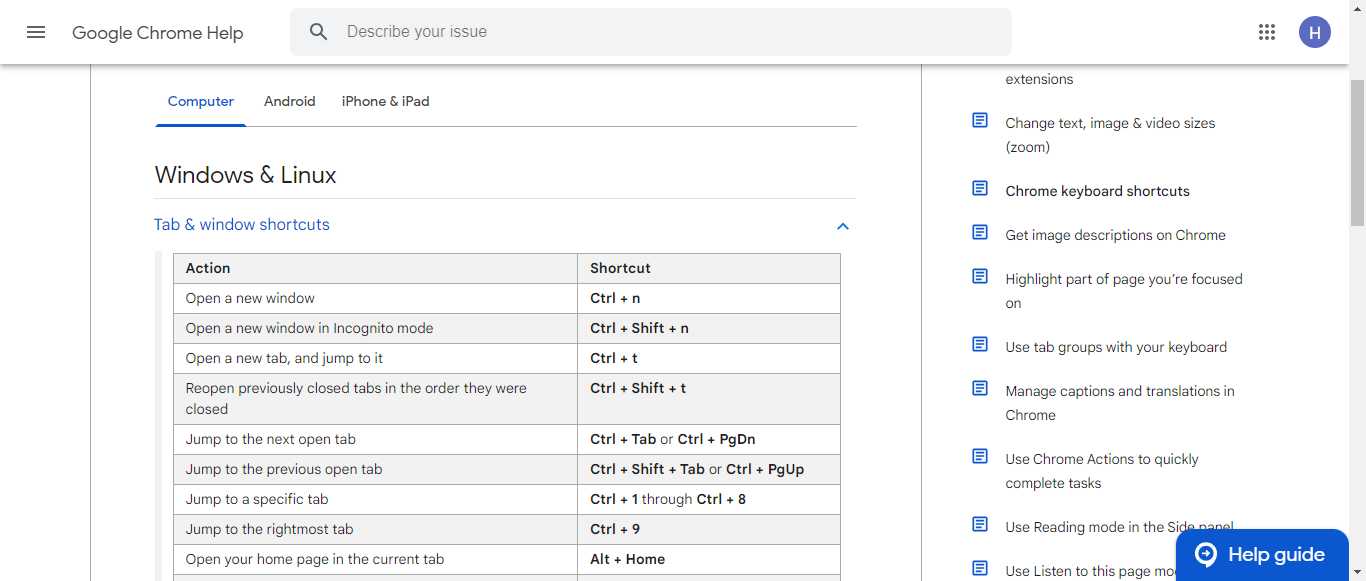 Google Chrome Help
Describe your issue
H
Computer Android iPhone & iPad
Windows & Linux
Tab & window shortcuts
Action Shortcut
Open a new window Ctrl + n
Open a new window in Incognito mode Ctrl + Shift + n
Open a new tab, and jump to it Ctrl + t
Reopen previously closed tabs in the order they were Ctrl + Shift + t
closed
Jump to the next open tab Ctrl + Tab or Ctrl + PgDn
Jump to the previous open tab Ctrl + Shift + Tab or Ctrl + PgUp
Jump to a specific tab Ctrl + 1 through Ctrl + 8
Jump to the rightmost tab Ctrl + 9
Open your home page in the current tab Alt + Home
extensions
Change text, image & video sizes
(zoom)
Chrome keyboard shortcuts
Get image descriptions on Chrome
Highlight part of page you're focused
on
Use tab groups with your keyboard
Manage captions and translations in
Chrome
Use Chrome Actions to quickly
complete tasks
Use Reading mode in the Side panel
Use Listen to this page
Help guide